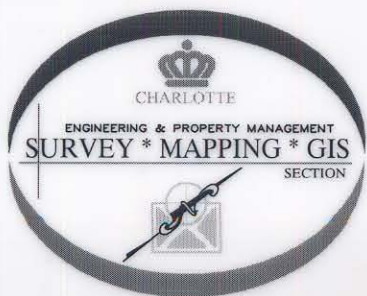 CHARLOTTE
ENGINEERING & PROPERTY MANAGEMENT
SURVEY * MAPPING * GIS
SECTION